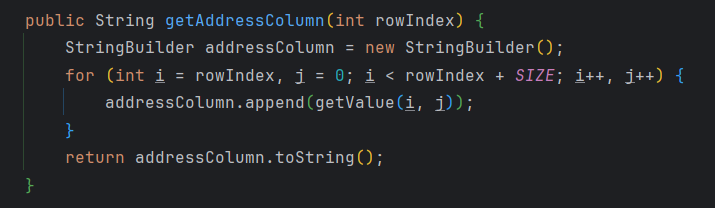 public String getAddressColumn(int rowIndex) {
    StringBuilder addressColumn = new StringBuilder();
    for (int i = rowIndex, j = 0; i < rowIndex + SIZE; i++, j++) {
        addressColumn.append(getValue(i, j));
    }
    return addressColumn.toString();
}